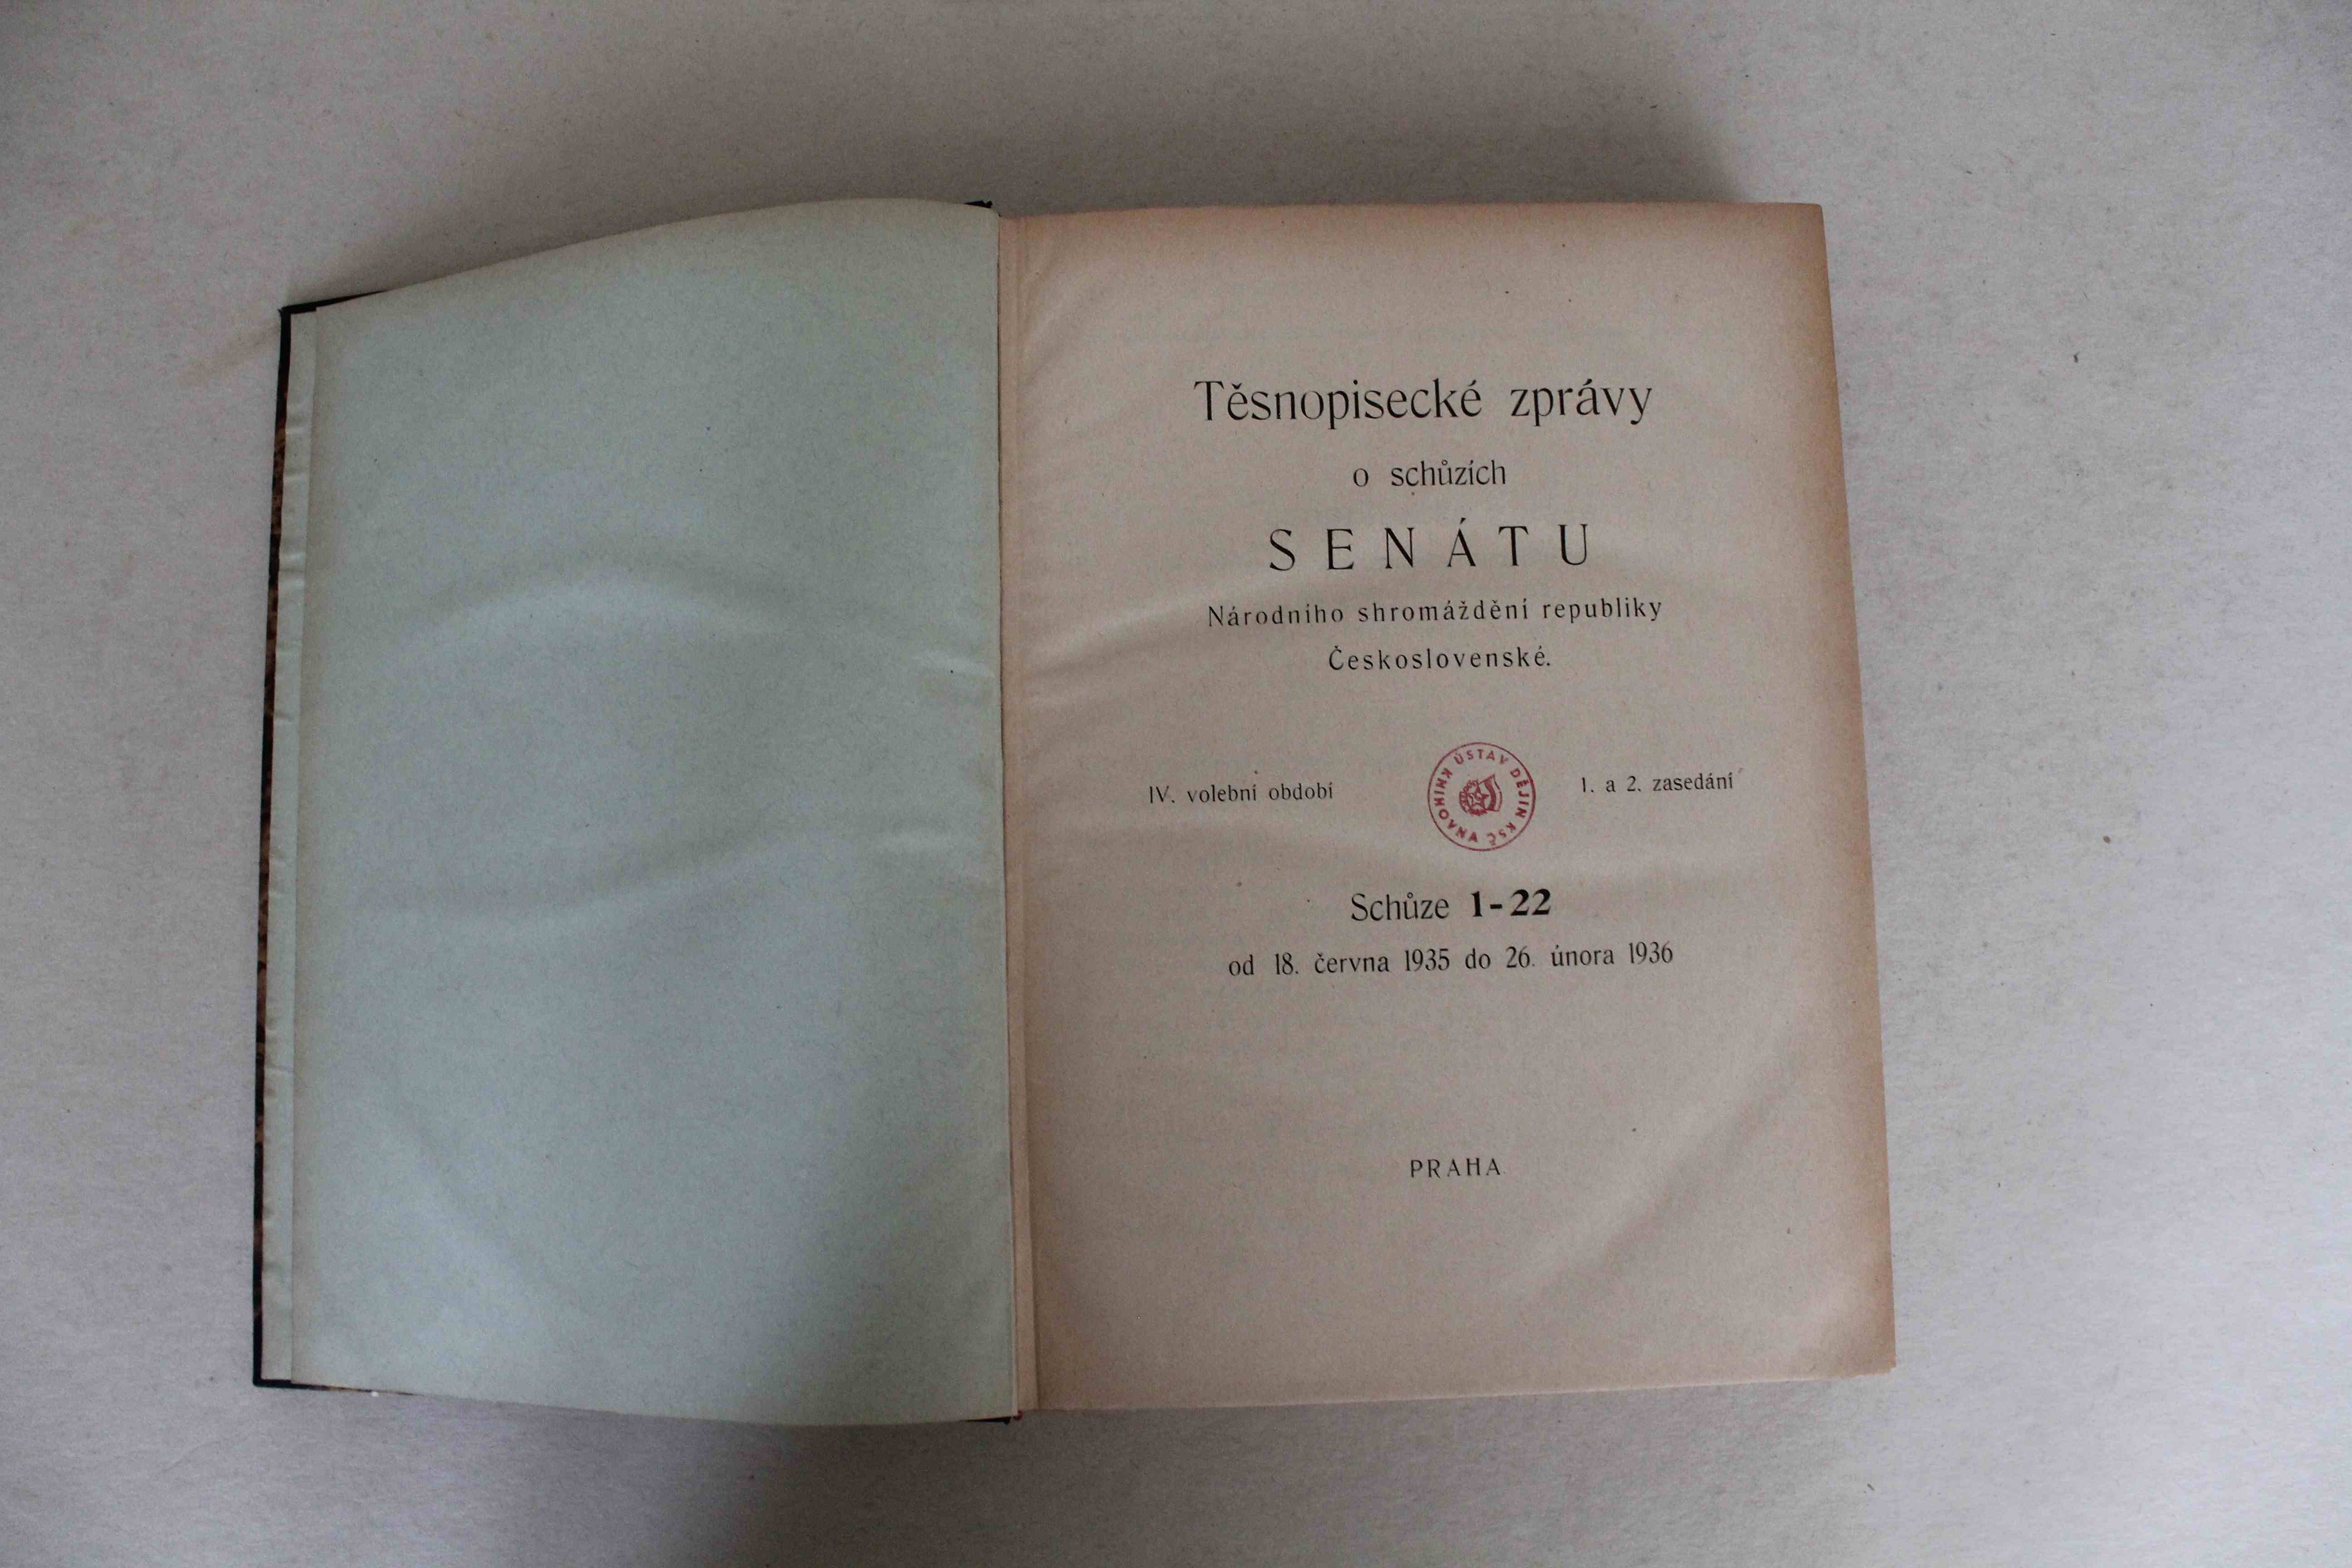 Těsnopisecké zprávy
o schůzích
SENÁTU
Národního shromáždění republiky
Československé.
IV. volební období
ÚSTAV DĚJIN KSČ KNIHOVNA
1. a 2. zasedání
Schůze 1-22
od 18. června 1935 do 26. února 1936
PRAHA